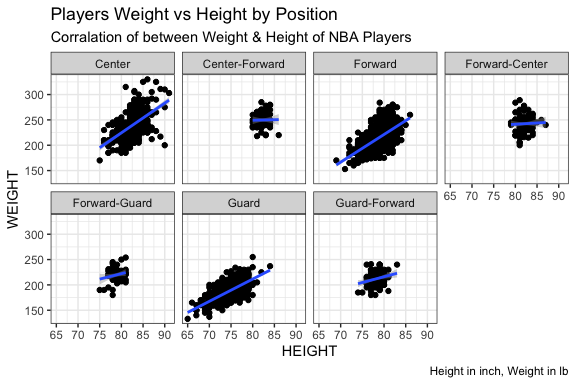 Players Weight vs Height by Position
Corralation of between Weight & Height of NBA Players
Center
Center-Forward
Forward
Forward-Center
300
250
200
150
65 70 75 80 85 90
Forward-Guard
Guard
Guard-Forward
300
250
200
150
65 70 75 80 85 90
65 70 75 80 85 90
65 70 75 80 85 90
WEIGHT
HEIGHT
Height in inch, Weight in lb